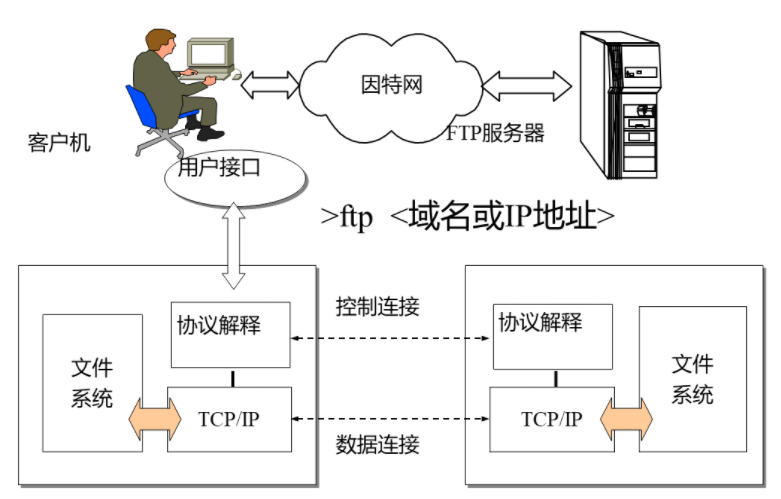 因特网
FTP服务器
客户机
用户接口
>ftp <域名或IP地址>
控制连接
协议解释
协议解释
文件
系统
文件
系统
TCP/IP
TCP/IP
数据连接